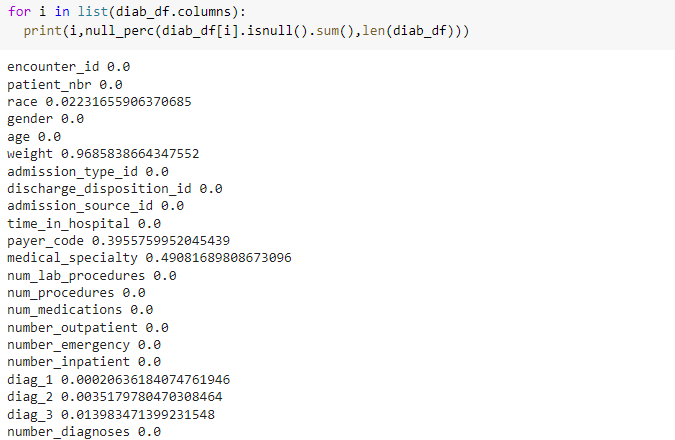 for i in list(diab_df.columns):
  print(i,null_perc(diab_df[i].isnull().sum(),len(diab_df)))
encounter_id 0.0
patient_nbr 0.0
race 0.02231655906370685
gender 0.0
age 0.0
weight 0.9685838664347552
admission_type_id 0.0
discharge_disposition_id 0.0
admission_source_id 0.0
time_in_hospital 0.0
payer_code 0.3955759952045439
medical_specialty 0.49081689808673096
num_lab_procedures 0.0
num_procedures 0.0
num_medications 0.0
number_outpatient 0.0
number_emergency 0.0
number_inpatient 0.0
diag_1 0.00020636184074761946
diag_2 0.0035179780470308464
diag_3 0.013983471399231548
number_diagnoses 0.0